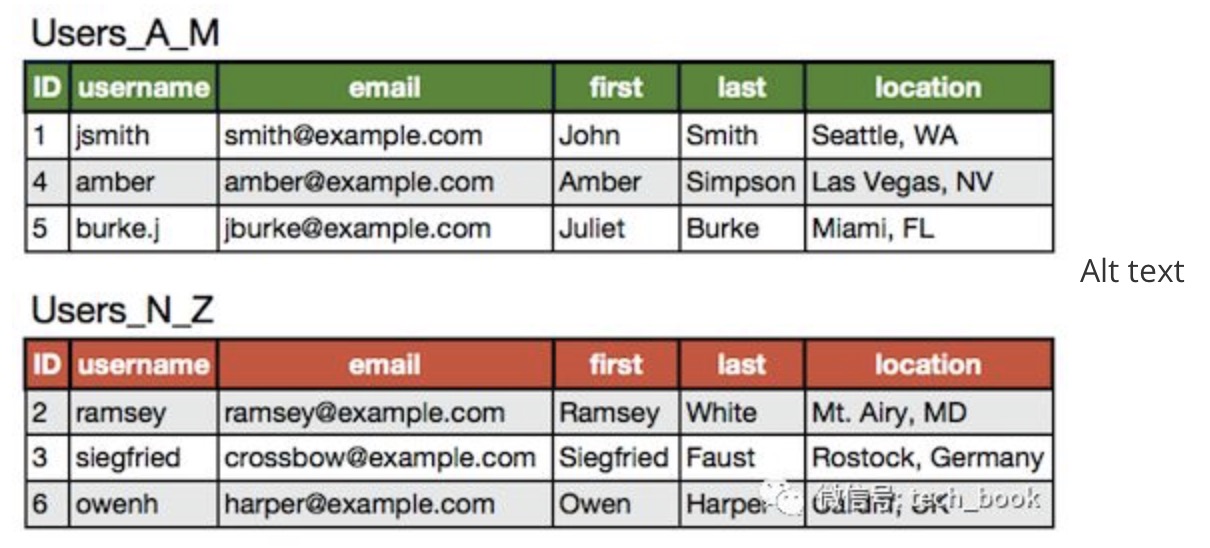 Users_A_M
ID username email first last location
1 jsmith smith@example.com John Smith Seattle, WA
4 amber amber@example.com Amber Simpson Las Vegas, NV
5 burke.j jburke@example.com Juliet Burke Miami, FL
Alt text
Users_N_Z
ID username email first last location
2 ramsey ramsey@example.com Ramsey White Mt. Airy, MD
3 siegfried crossbow@example.com Siegfried Faust Rostock, Germany
6 owenh harper@example.com Owen Harper
微信号: tech_book